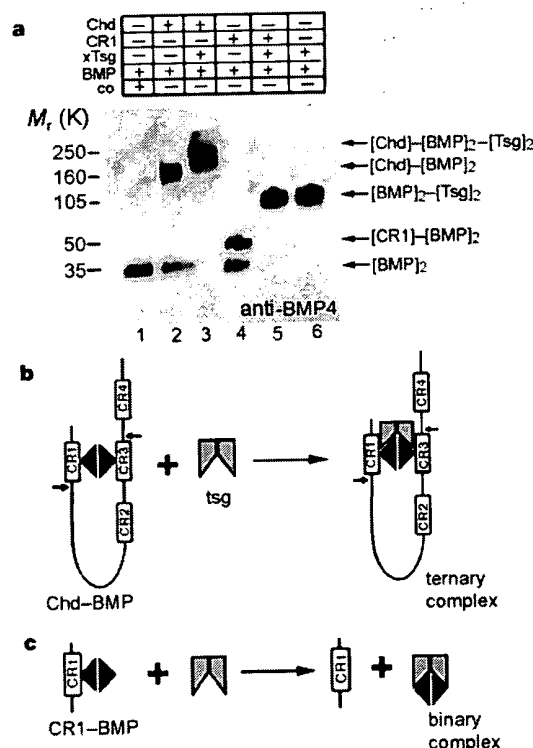 a
Chd — + + — — —
CR1 — — — + + —
xTsg — — + — + +
BMP + + + + + +
co + — — — — —
Mr (K)
250–
160–
105–
50–
35–
[Chd]–[BMP]2–[Tsg]2
[Chd]–[BMP]2
[BMP]2–[Tsg]2
[CR1]–[BMP]2
[BMP]2
anti-BMP4
1 2 3 4 5 6
b
CR1
CR4
CR3
CR2
Chd–BMP
+
tsg
CR1
CR4
CR3
CR2
ternary
complex
c
CR1
CR1–BMP
+
CR1
+
binary
complex